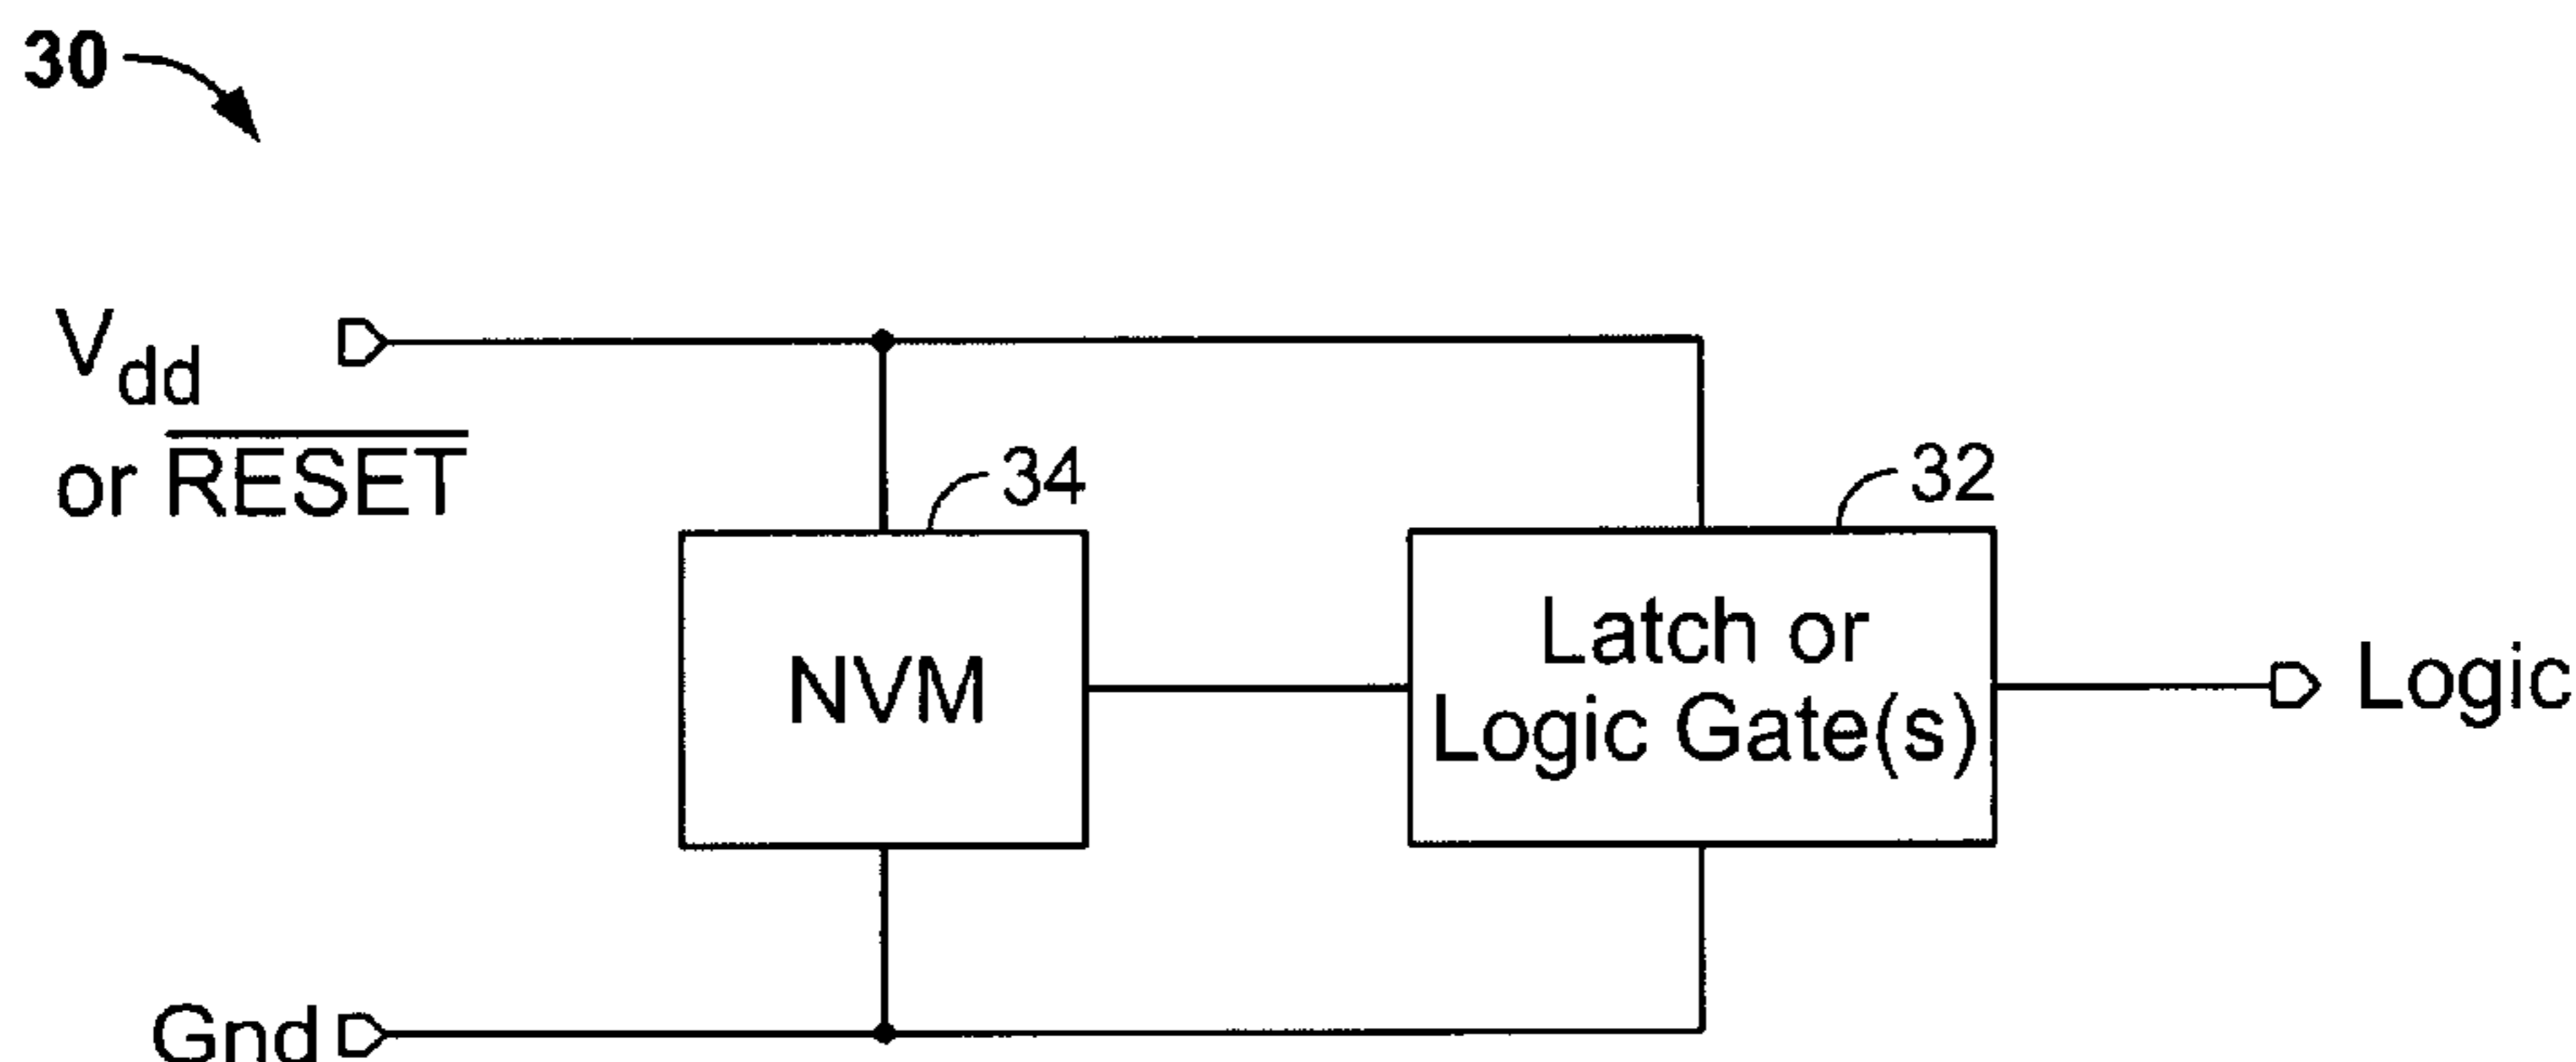 30
Vdd
or RESET
34
32
NVM
Latch or
Logic Gate(s)
Logic
Gnd